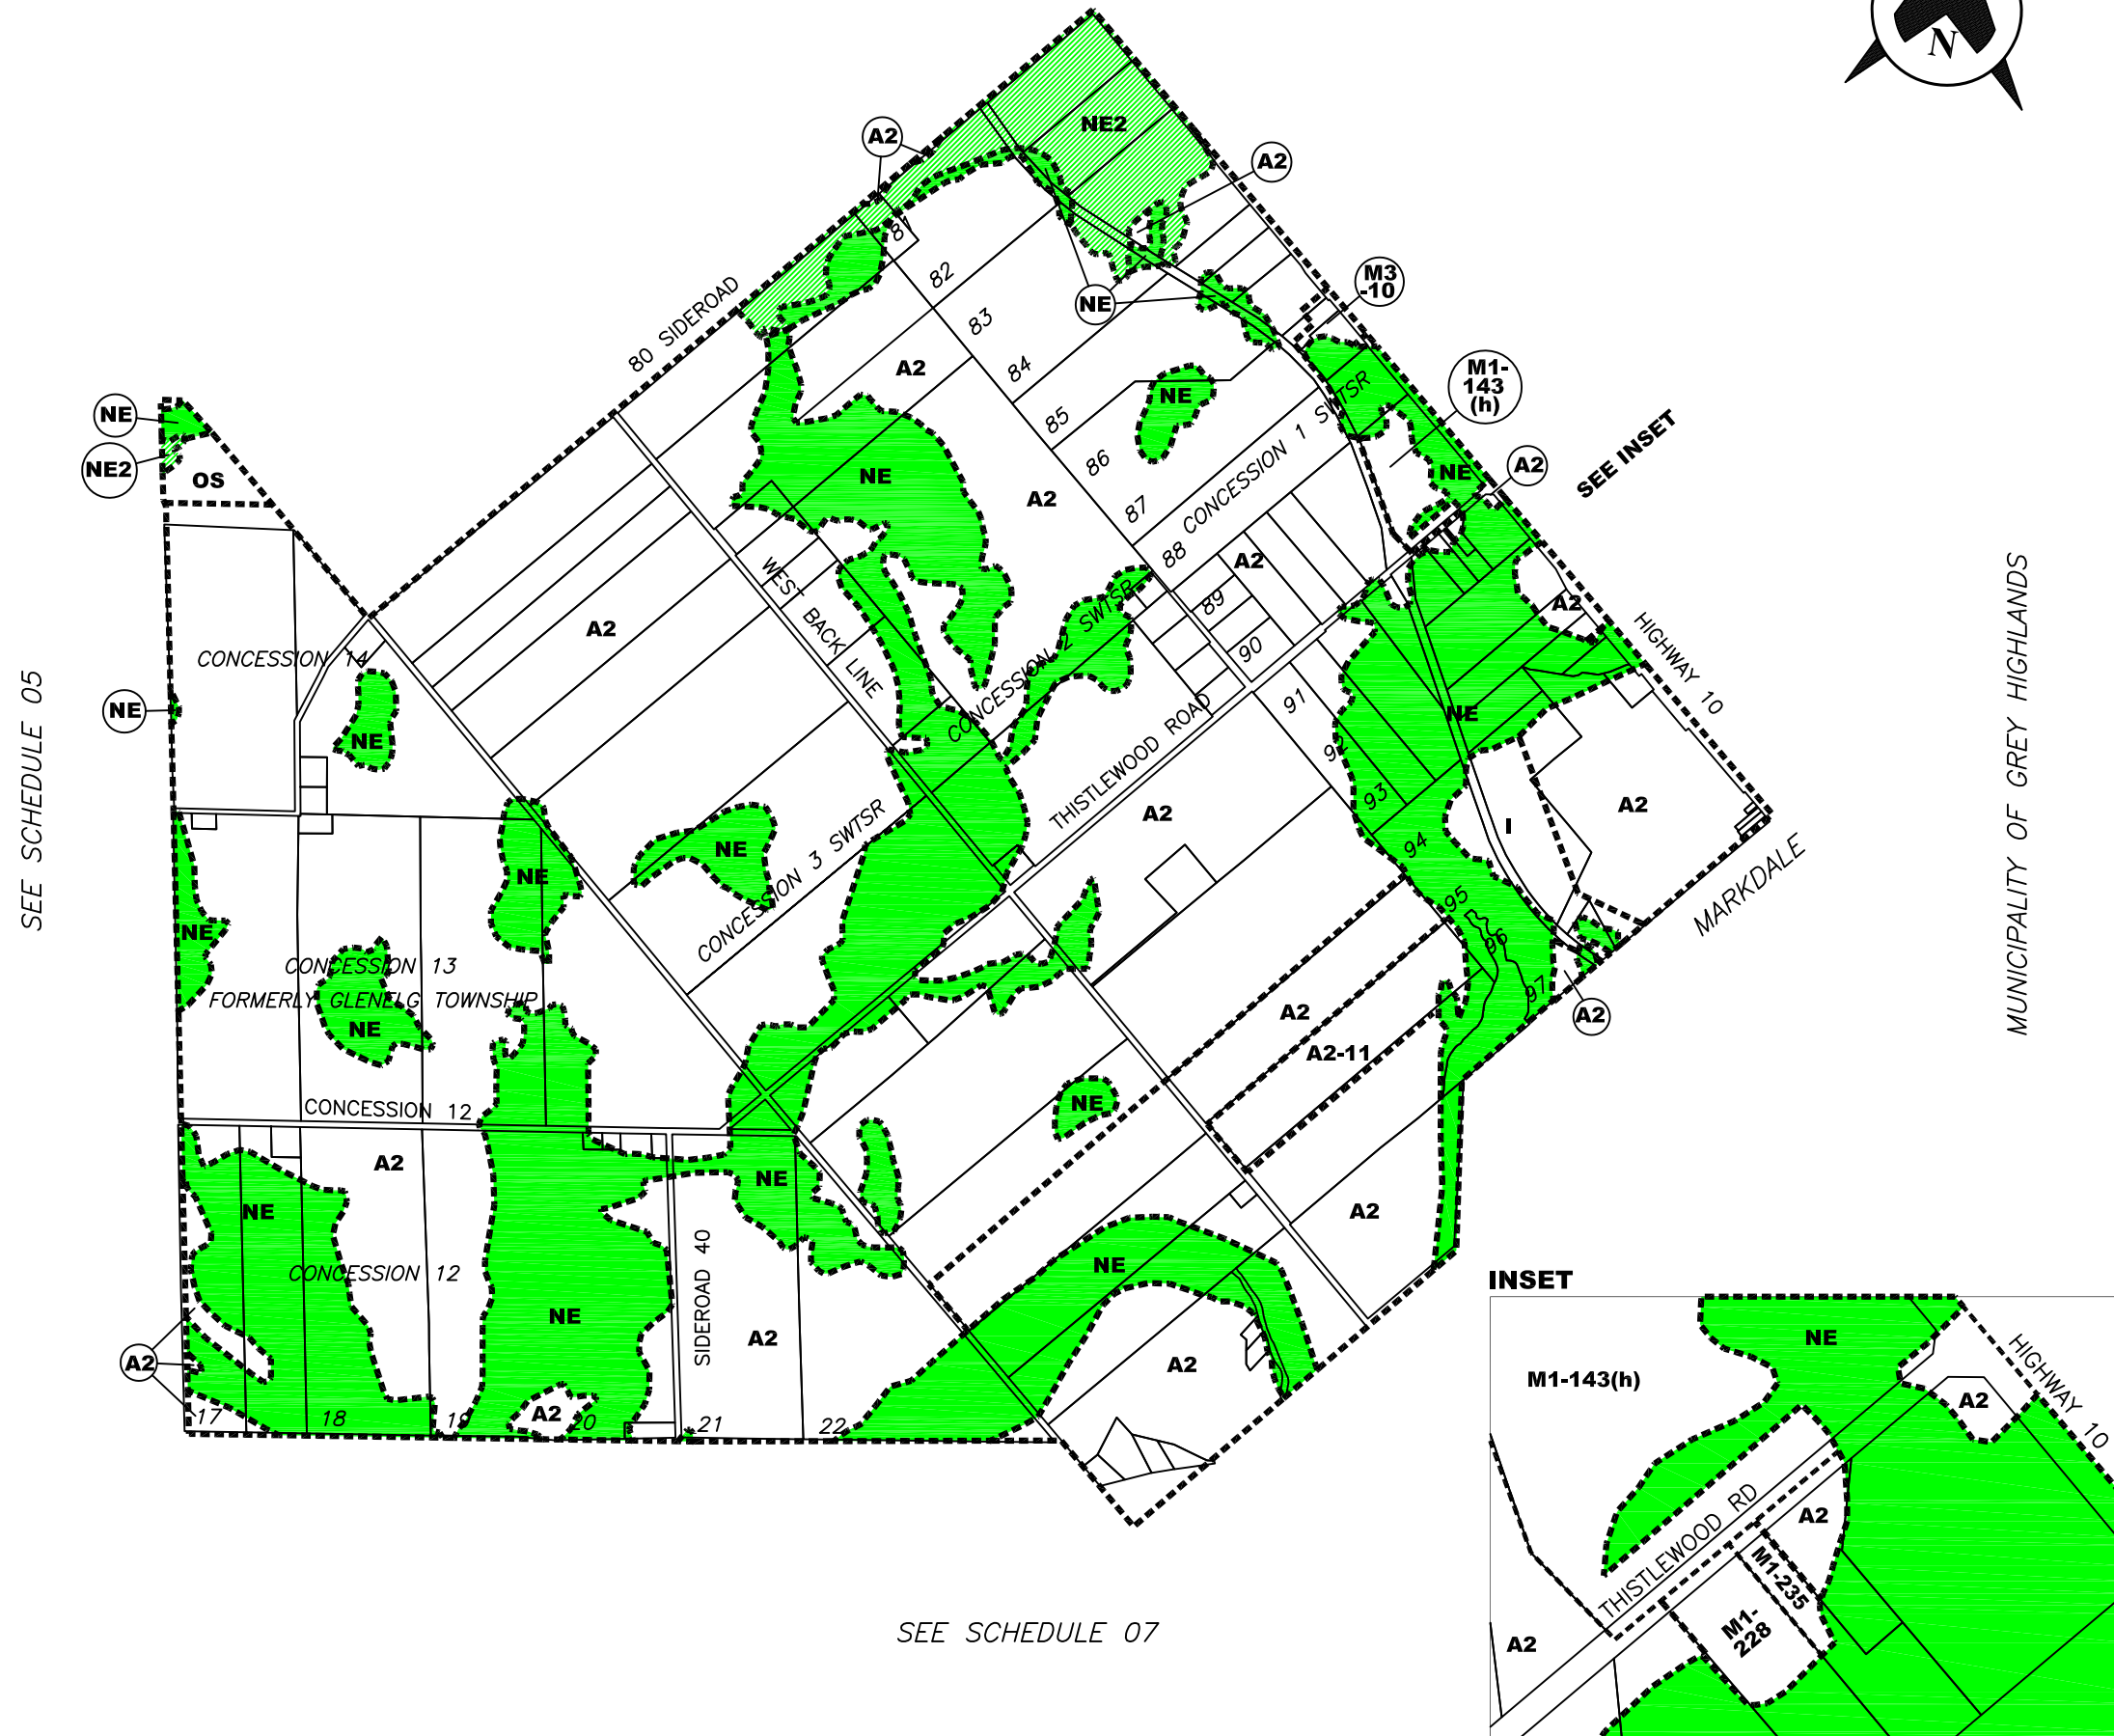 N
NE2
A2
A2
81
82
NE
80 SIDEROAD
M3
-10
83
A2
84
M1-
143
(h)
NE
NE
85
CONCESSION 1 SWTSR
SEE INSET
NE2
OS
86
NE
A2
NE
A2
87
88
A2
WEST BACK LINE
CONCESSION 2 SWTSR
89
A2
A2
90
HIGHWAY 10
MUNICIPALITY OF GREY HIGHLANDS
CONCESSION 14
SEE SCHEDULE 05
NE
NE
THISTLEWOOD ROAD
91
NE
92
93
A2
A2
I
94
NE
CONCESSION 3 SWTSR
NE
MARKDALE
95
NE
96
CONCESSION 13
FORMERLY GLENELG TOWNSHIP
NE
97
A2
A2
A2-11
NE
CONCESSION 12
A2
NE
NE
A2
CONCESSION 12
NE
NE
SIDEROAD 40
A2
A2
A2
A2
17
18
19
20
21
22
INSET
NE
M1-143(h)
HIGHWAY 10
A2
THISTLEWOOD RD
A2
M1-235
M1-
228
A2
SEE SCHEDULE 07